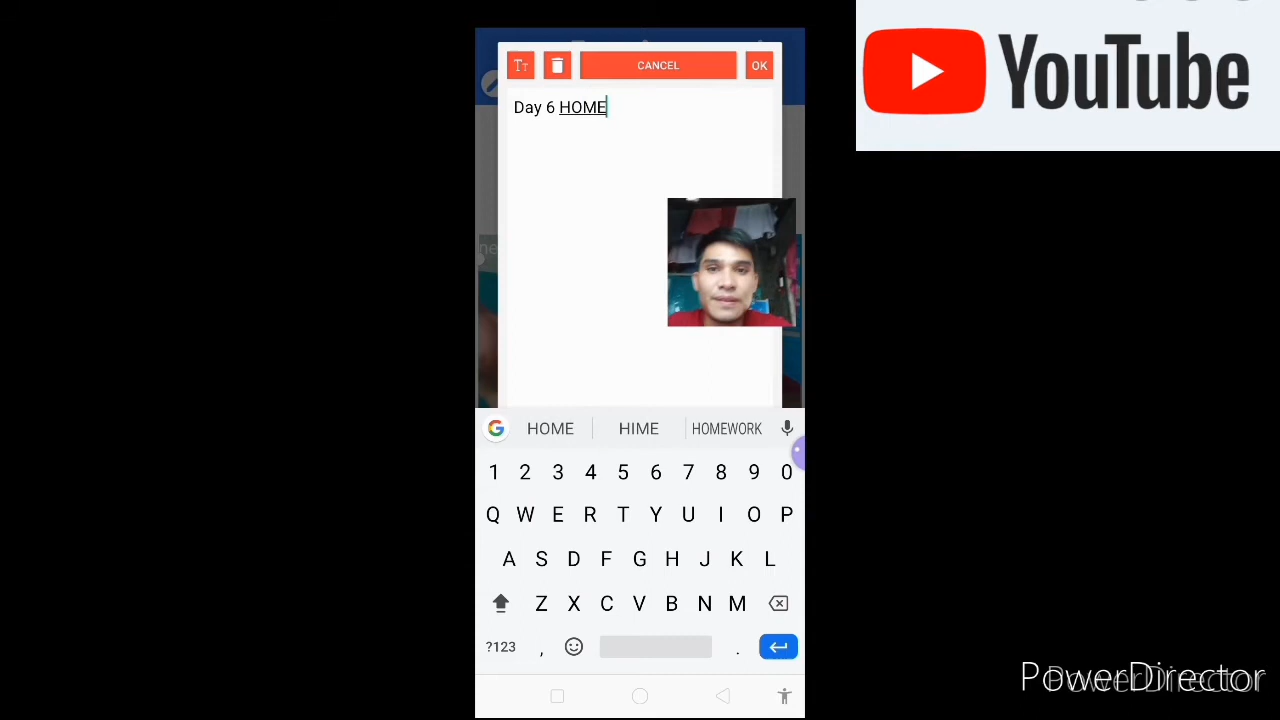 YouTube
CANCEL
OK
Day 6 HOME
ne
HOME HIME HOMEWORK
1 2 3 4 5 6 7 8 9 0
Q W E R T Y U I O P
A S D F G H J K L
Z X C V B N M
?123 , .
PowerDirector